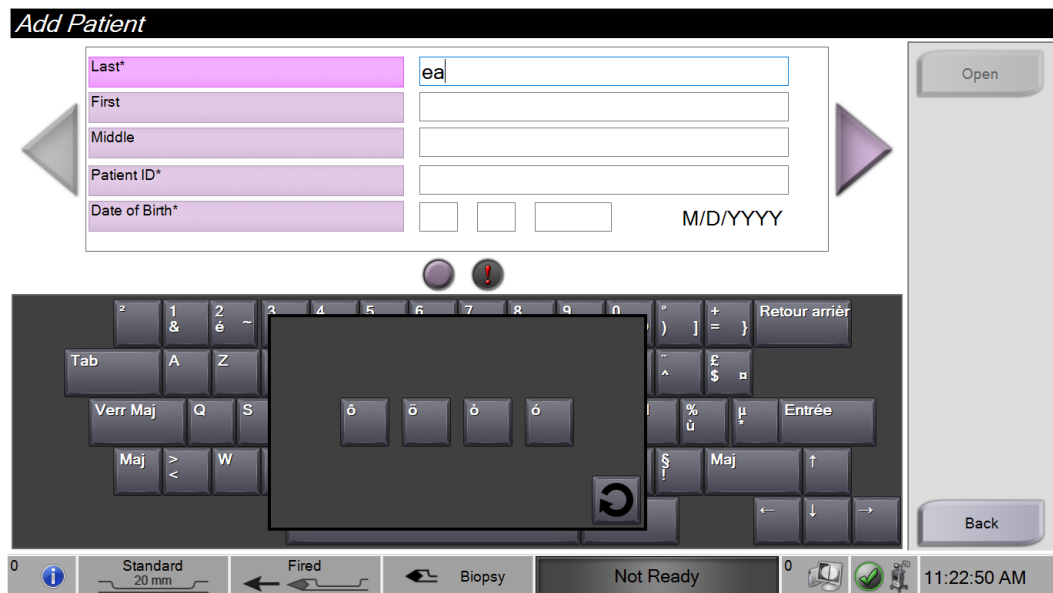 Add Patient
Last*
ea
Open
First
Middle
Patient ID*
Date of Birth*
M/D/YYYY
!
²
1
&
2
é ~
3
4
5
6
7
8
9
0
°
) ]
+
= }
Retour arrièr
Tab
A
Z
¨
^
£
$ ¤
Verr Maj
Q
S
ô
ö
ò
ó
%
ù
µ
*
Entrée
Maj
>
<
W
§
!
Maj
↑
←
↓
→
Back
0
i
Standard
20 mm
Fired
Biopsy
Not Ready
0
11:22:50 AM